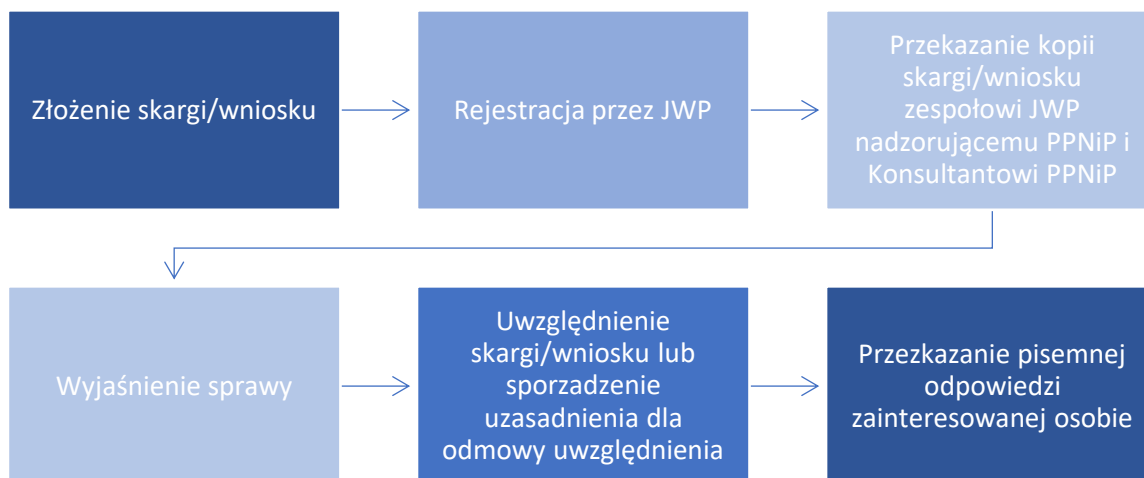 Złożenie skargi/wniosku
Rejestracja przez JWP
Przekazanie kopii
skargi/wniosku
zespołowi JWP
nadzorującemu PPNiP i
Konsultantowi PPNiP
Wyjaśnienie sprawy
Uwzględnienie
skargi/wniosku lub
sporzadzenie
uzasadnienia dla
odmowy uwzględnienia
Przezkazanie pisemnej
odpowiedzi
zainteresowanej osobie